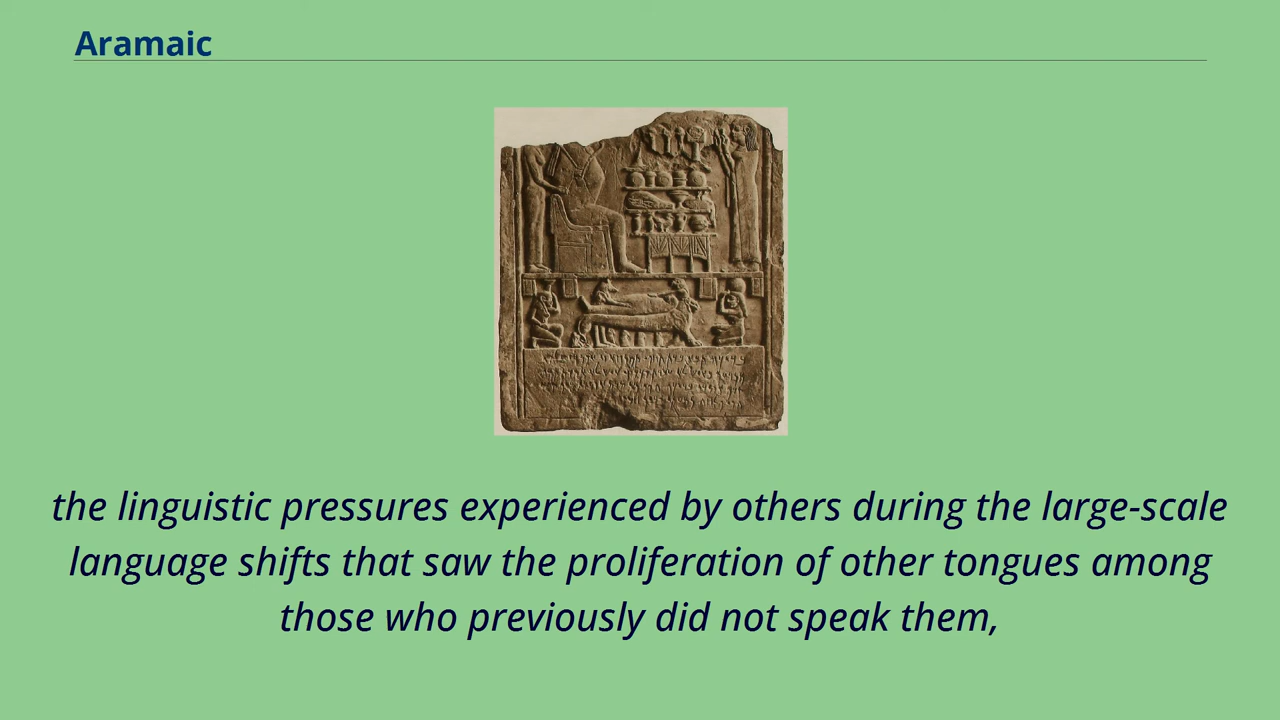 Aramaic
the linguistic pressures experienced by others during the large-scale
language shifts that saw the proliferation of other tongues among
those who previously did not speak them,